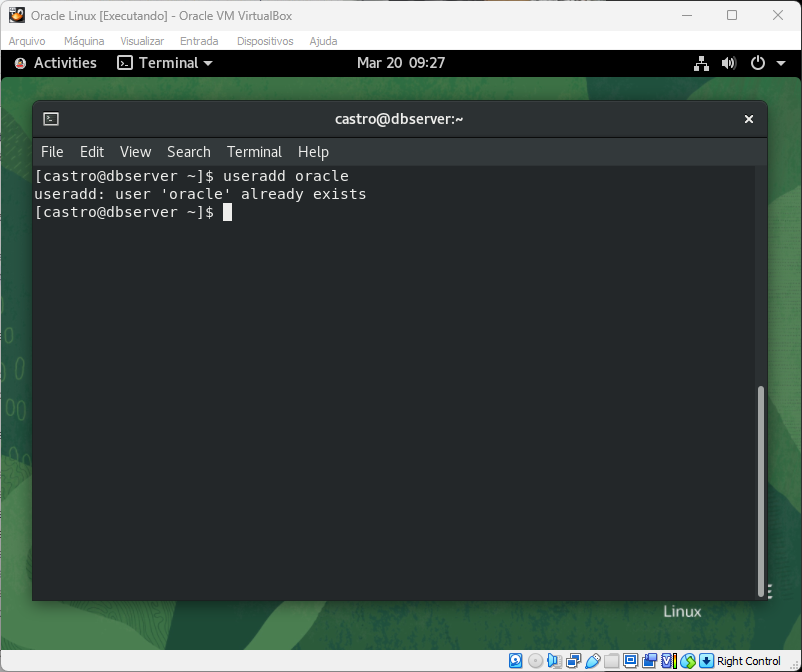 Oracle Linux [Executando] - Oracle VM VirtualBox
Arquivo Máquina Visualizar Entrada Dispositivos Ajuda
Activities Terminal Mar 20 09:27
castro@dbserver:~
File Edit View Search Terminal Help
[castro@dbserver ~]$ useradd oracle
useradd: user 'oracle' already exists
[castro@dbserver ~]$
Linux
Right Control